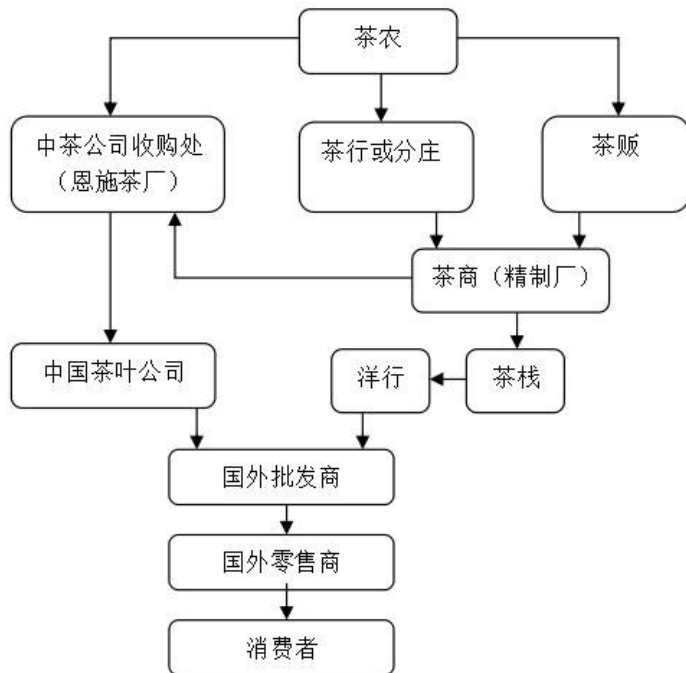 茶农
中茶公司收购处
（恩施茶厂）
茶行或分庄
茶贩
茶商（精制厂）
中国茶叶公司
洋行
茶栈
国外批发商
国外零售商
消费者